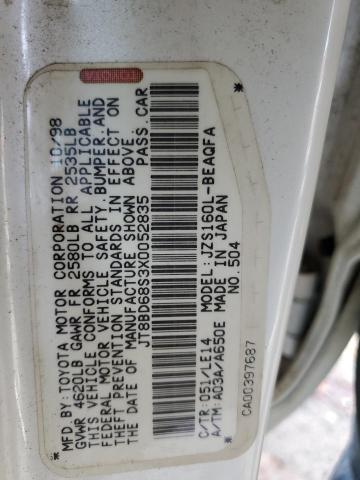 MFD.BY:TOYOTA MOTOR CORPORATION 10/98
GVWR 4620LB GAWR FR 2580LB RR 2535LB
THIS VEHICLE CONFORMS TO ALL APPLICABLE
FEDERAL MOTOR VEHICLE SAFETY,BUMPER,AND
THEFT PREVENTION STANDARDS IN EFFECT ON
THE DATE OF MANUFACTURE SHOWN ABOVE
*JT8BD68S3X0052935* PASS.CAR
C/TR:051/LE14 MODEL:JZS160L-BEAQFA
A/TM:A03A/A650E MADE IN JAPAN
NO.504
CA00397687